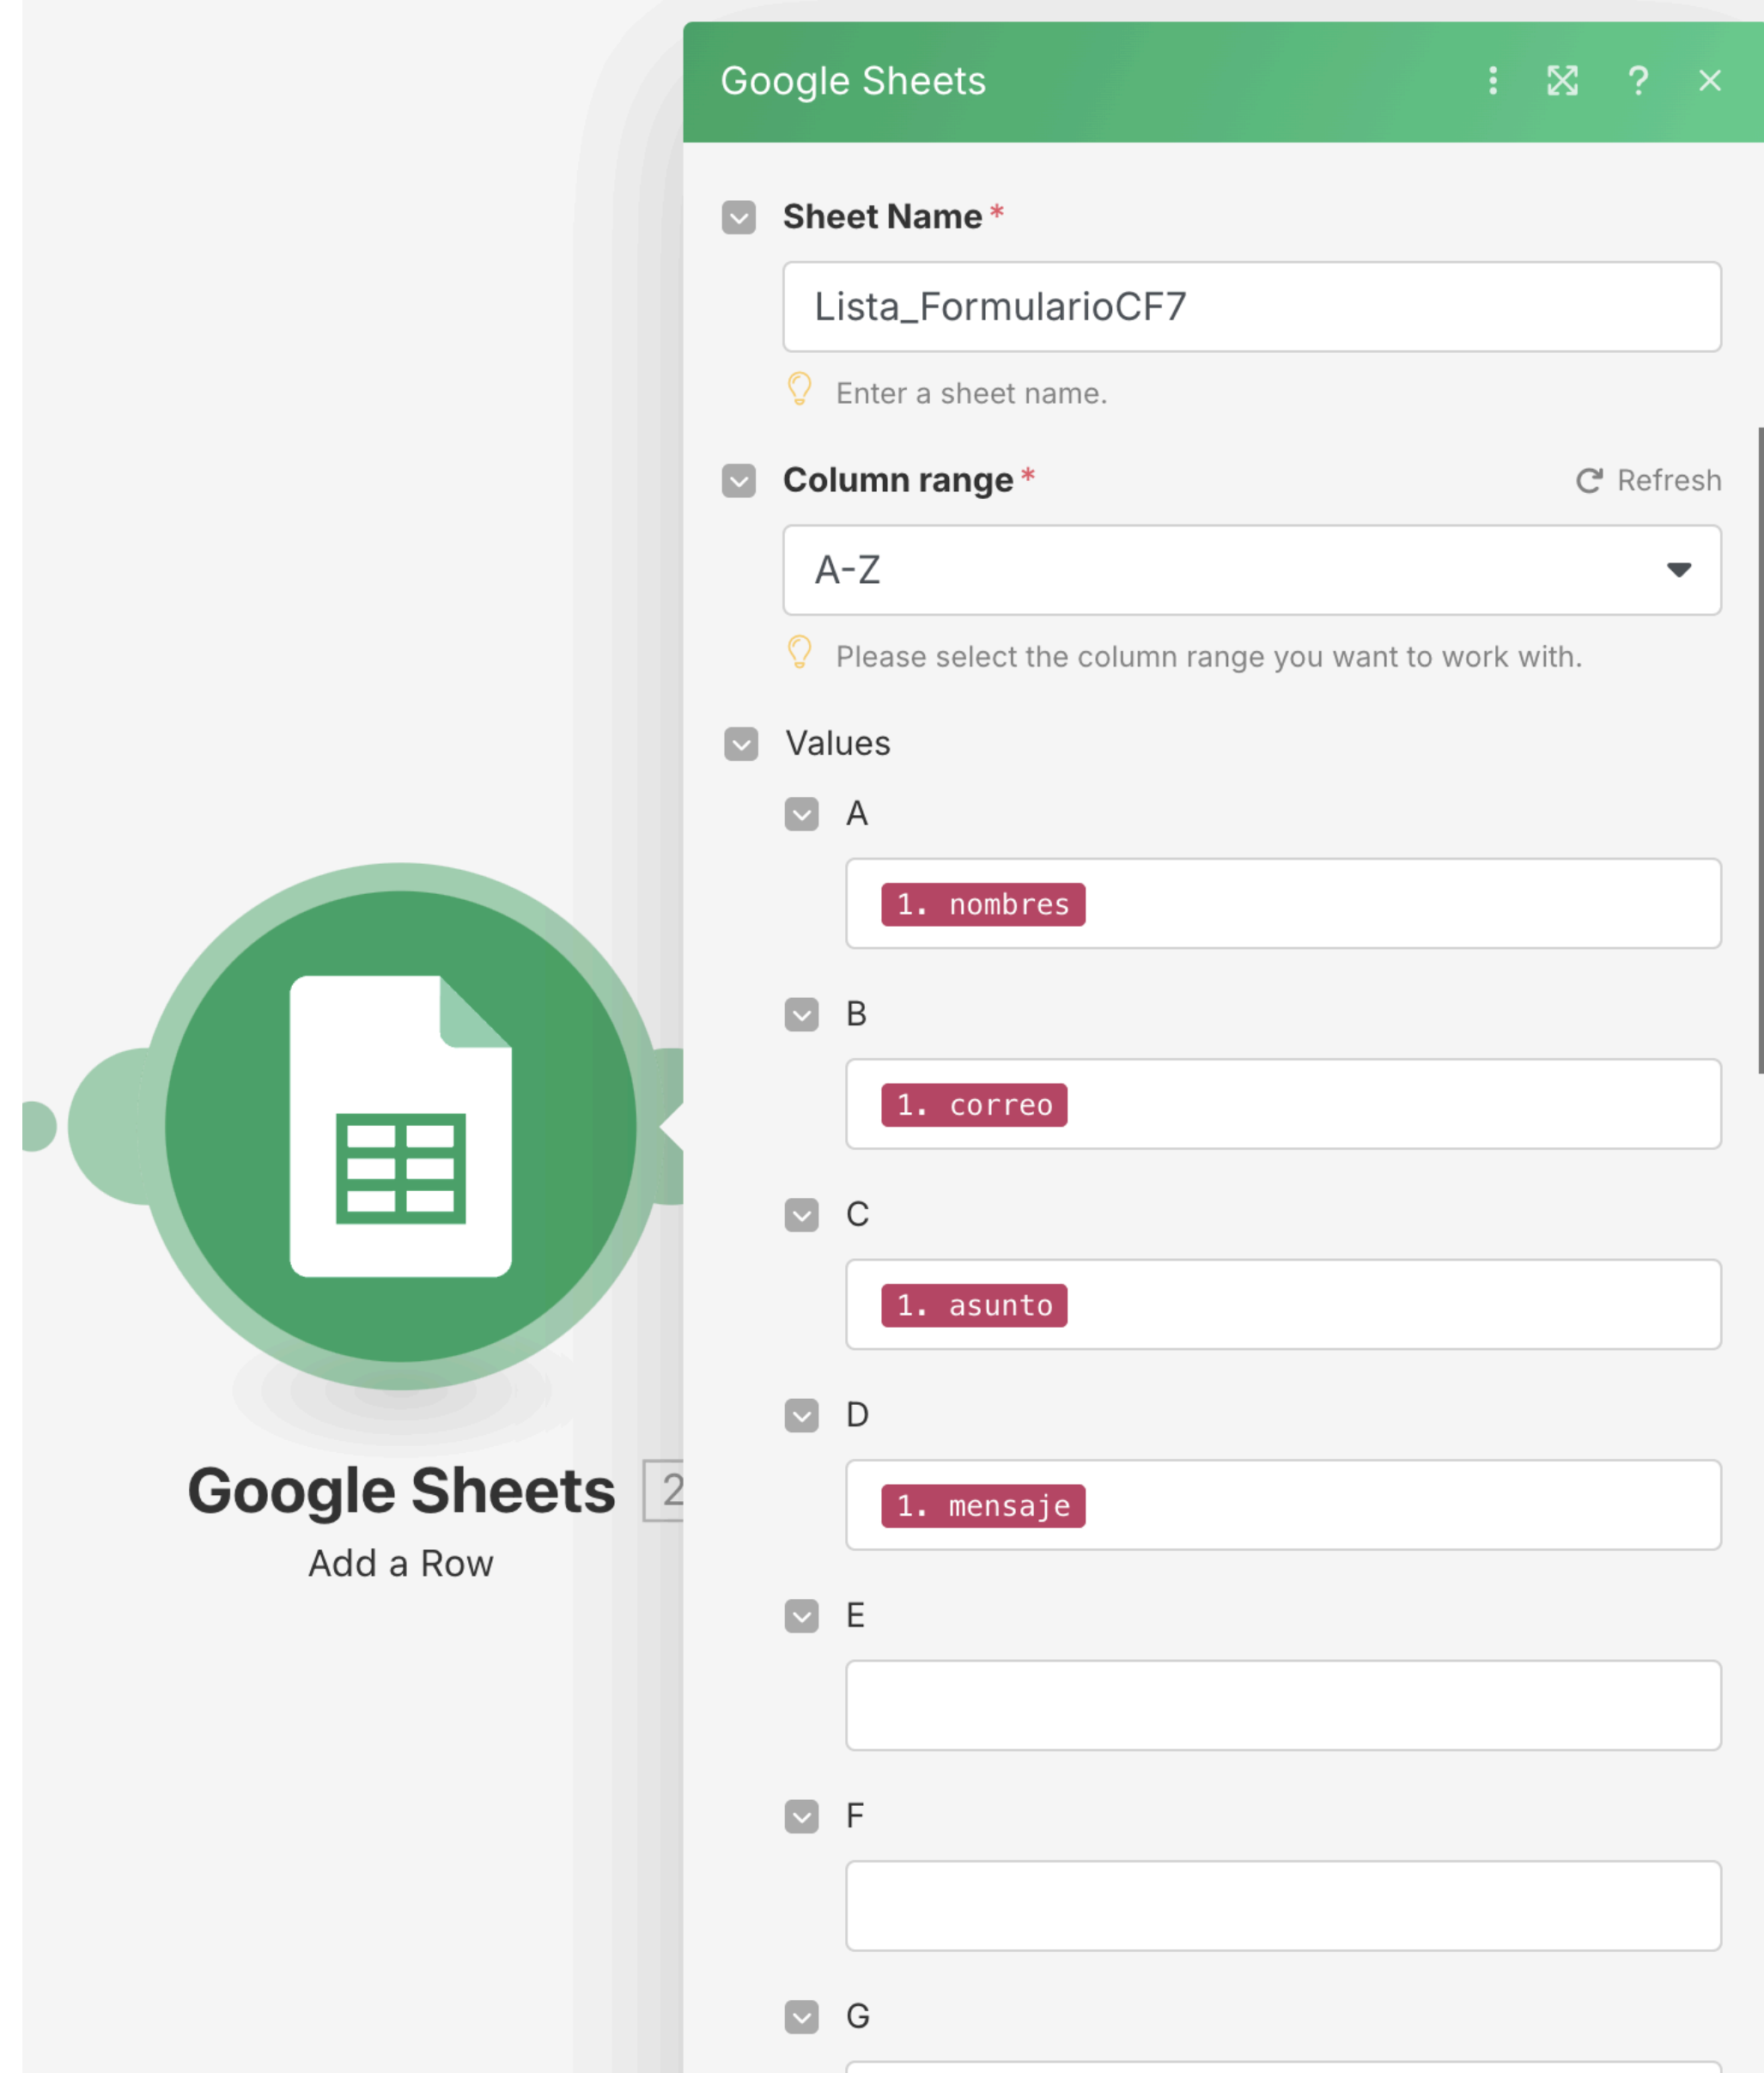 Google Sheets
?
Sheet Name *
Lista_FormularioCF7
Enter a sheet name.
Column range * Refresh
A-Z
Please select the column range you want to work with.
Values
A
1. nombres
B
1. correo
C
1. asunto
D
1. mensaje
E
F
G
Google Sheets 2
Add a Row